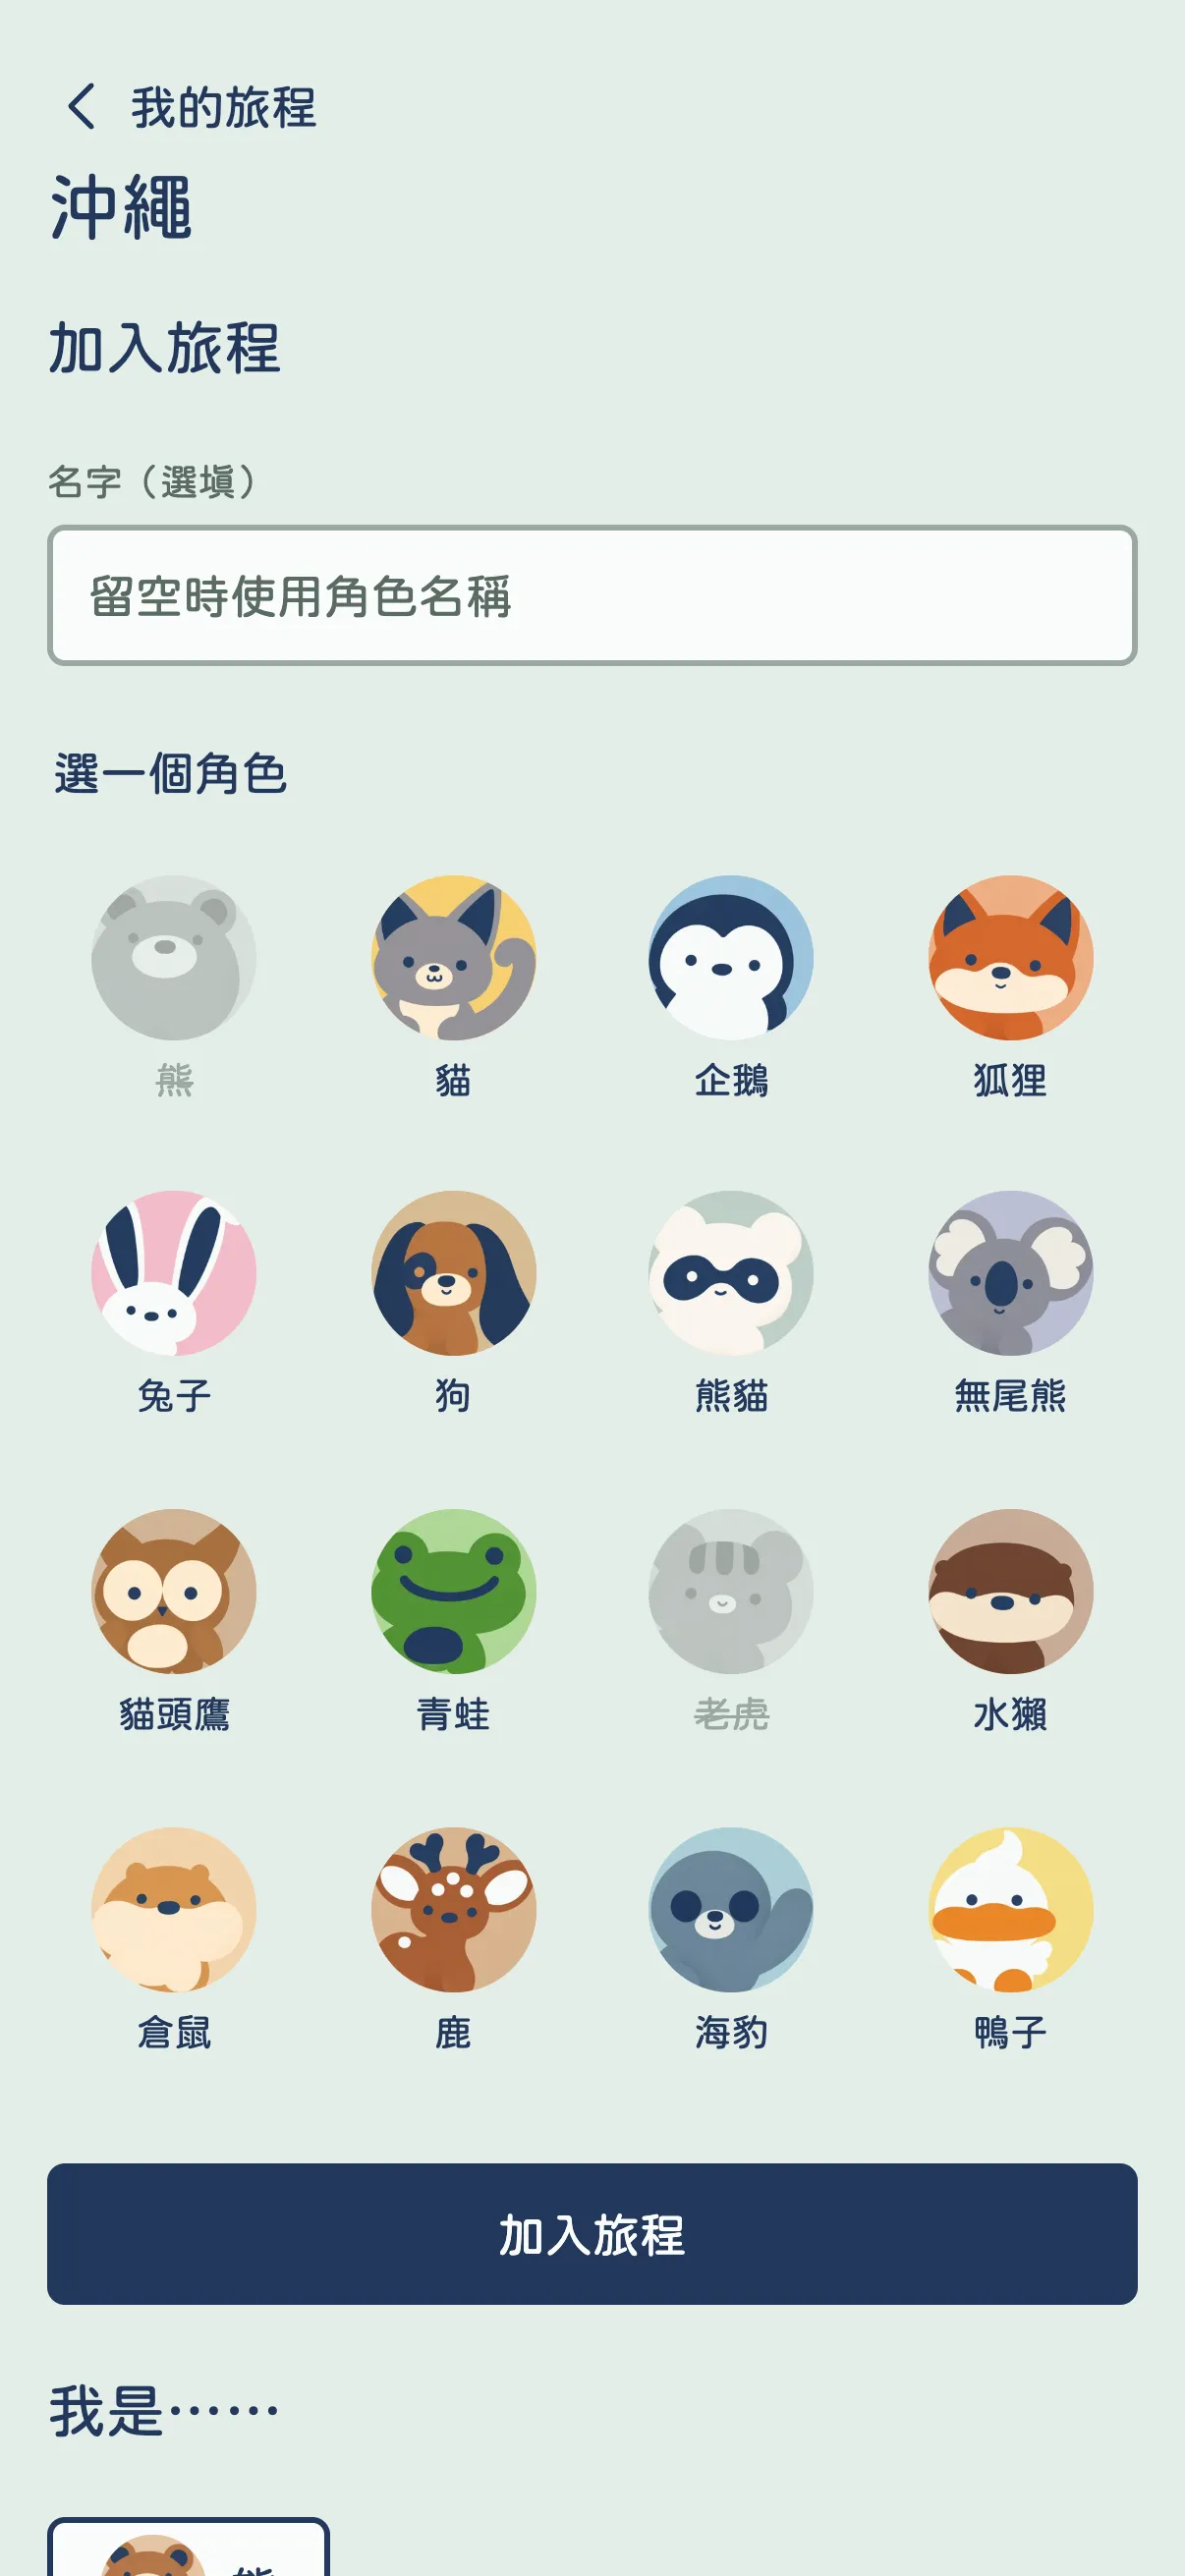 我的旅程
沖繩
加入旅程
名字（選填）
留空時使用角色名稱
選一個角色
熊 貓 企鵝 狐狸
兔子 狗 熊貓 無尾熊
貓頭鷹 青蛙 老虎 水獺
倉鼠 鹿 海豹 鴨子
加入旅程
我是……